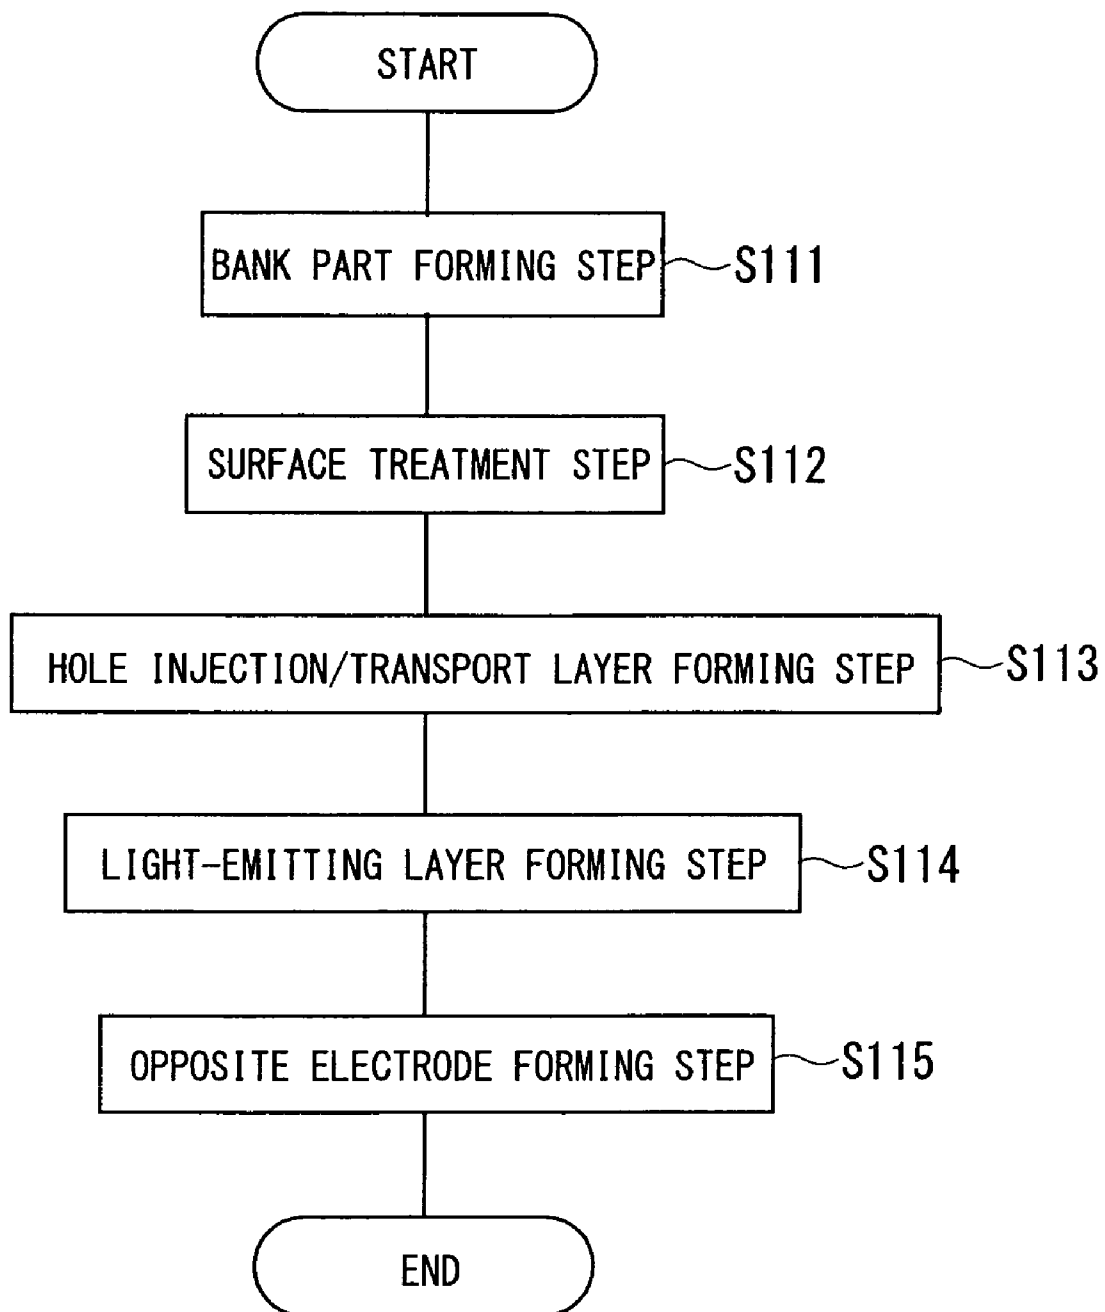 START
BANK PART FORMING STEP S111
SURFACE TREATMENT STEP S112
HOLE INJECTION/TRANSPORT LAYER FORMING STEP S113
LIGHT-EMITTING LAYER FORMING STEP S114
OPPOSITE ELECTRODE FORMING STEP S115
END